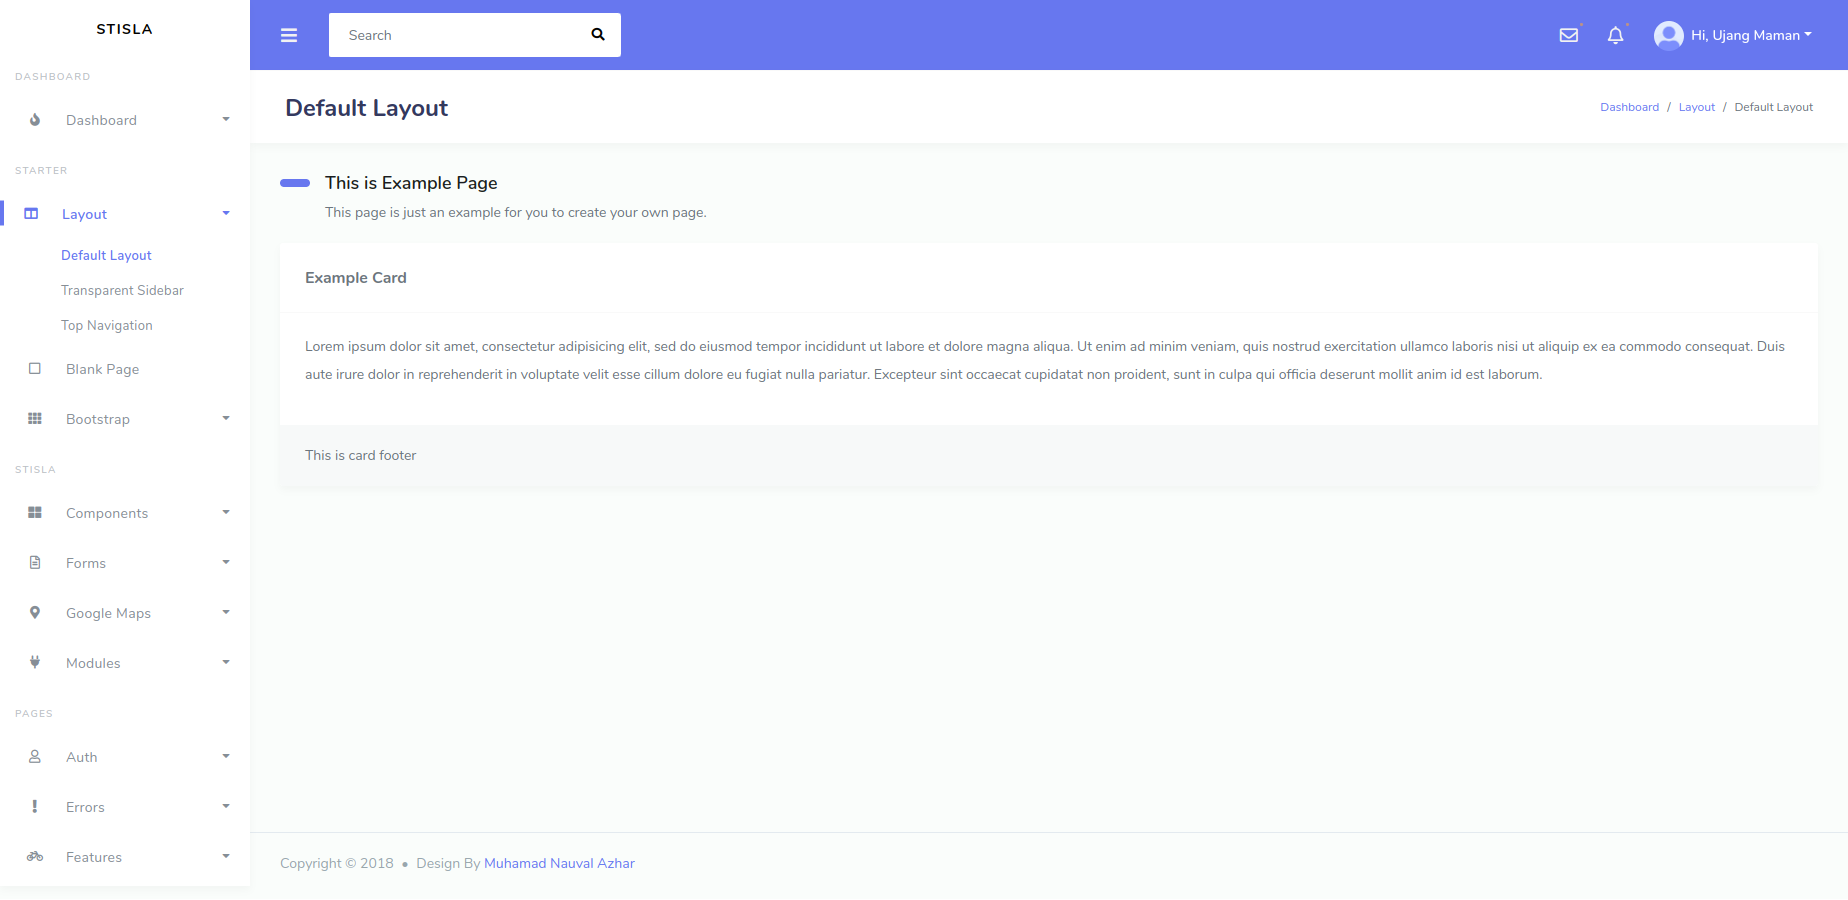 STISLA
DASHBOARD
Dashboard
STARTER
Layout
Default Layout
Transparent Sidebar
Top Navigation
Blank Page
Bootstrap
STISLA
Components
Forms
Google Maps
Modules
PAGES
Auth
Errors
Features
Search
Hi, Ujang Maman
Default Layout
Dashboard / Layout / Default Layout
This is Example Page
This page is just an example for you to create your own page.
Example Card
Lorem ipsum dolor sit amet, consectetur adipisicing elit, sed do eiusmod tempor incididunt ut labore et dolore magna aliqua. Ut enim ad minim veniam, quis nostrud exercitation ullamco laboris nisi ut aliquip ex ea commodo consequat. Duis
aute irure dolor in reprehenderit in voluptate velit esse cillum dolore eu fugiat nulla pariatur. Excepteur sint occaecat cupidatat non proident, sunt in culpa qui officia deserunt mollit anim id est laborum.
This is card footer
Copyright © 2018 • Design By Muhamad Nauval Azhar